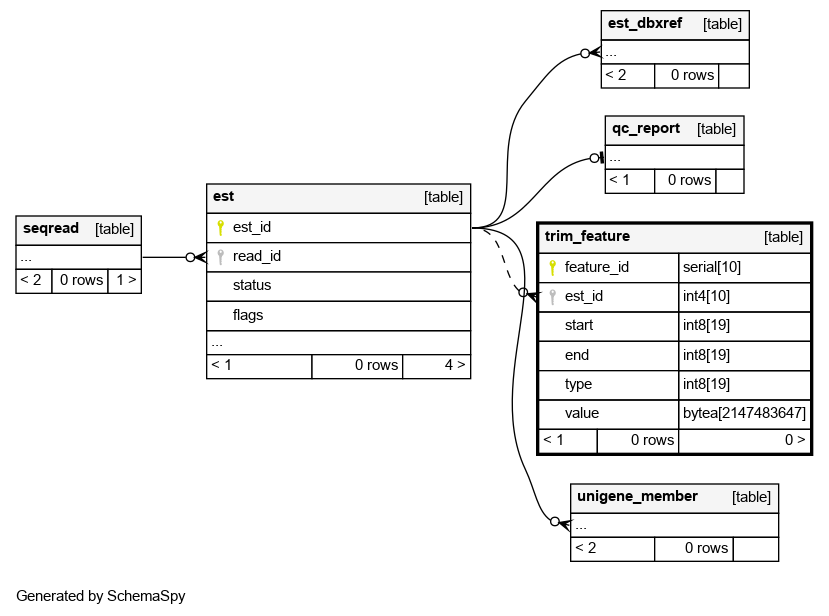 est_dbxref [table]
...
< 2 0 rows
qc_report [table]
...
< 1 0 rows
est [table]
est_id
read_id
status
flags
...
< 1 0 rows 4 >
seqread [table]
...
< 2 0 rows 1 >
trim_feature [table]
feature_id serial[10]
est_id int4[10]
start int8[19]
end int8[19]
type int8[19]
value bytea[2147483647]
< 1 0 rows 0 >
unigene_member [table]
...
< 2 0 rows
Generated by SchemaSpy